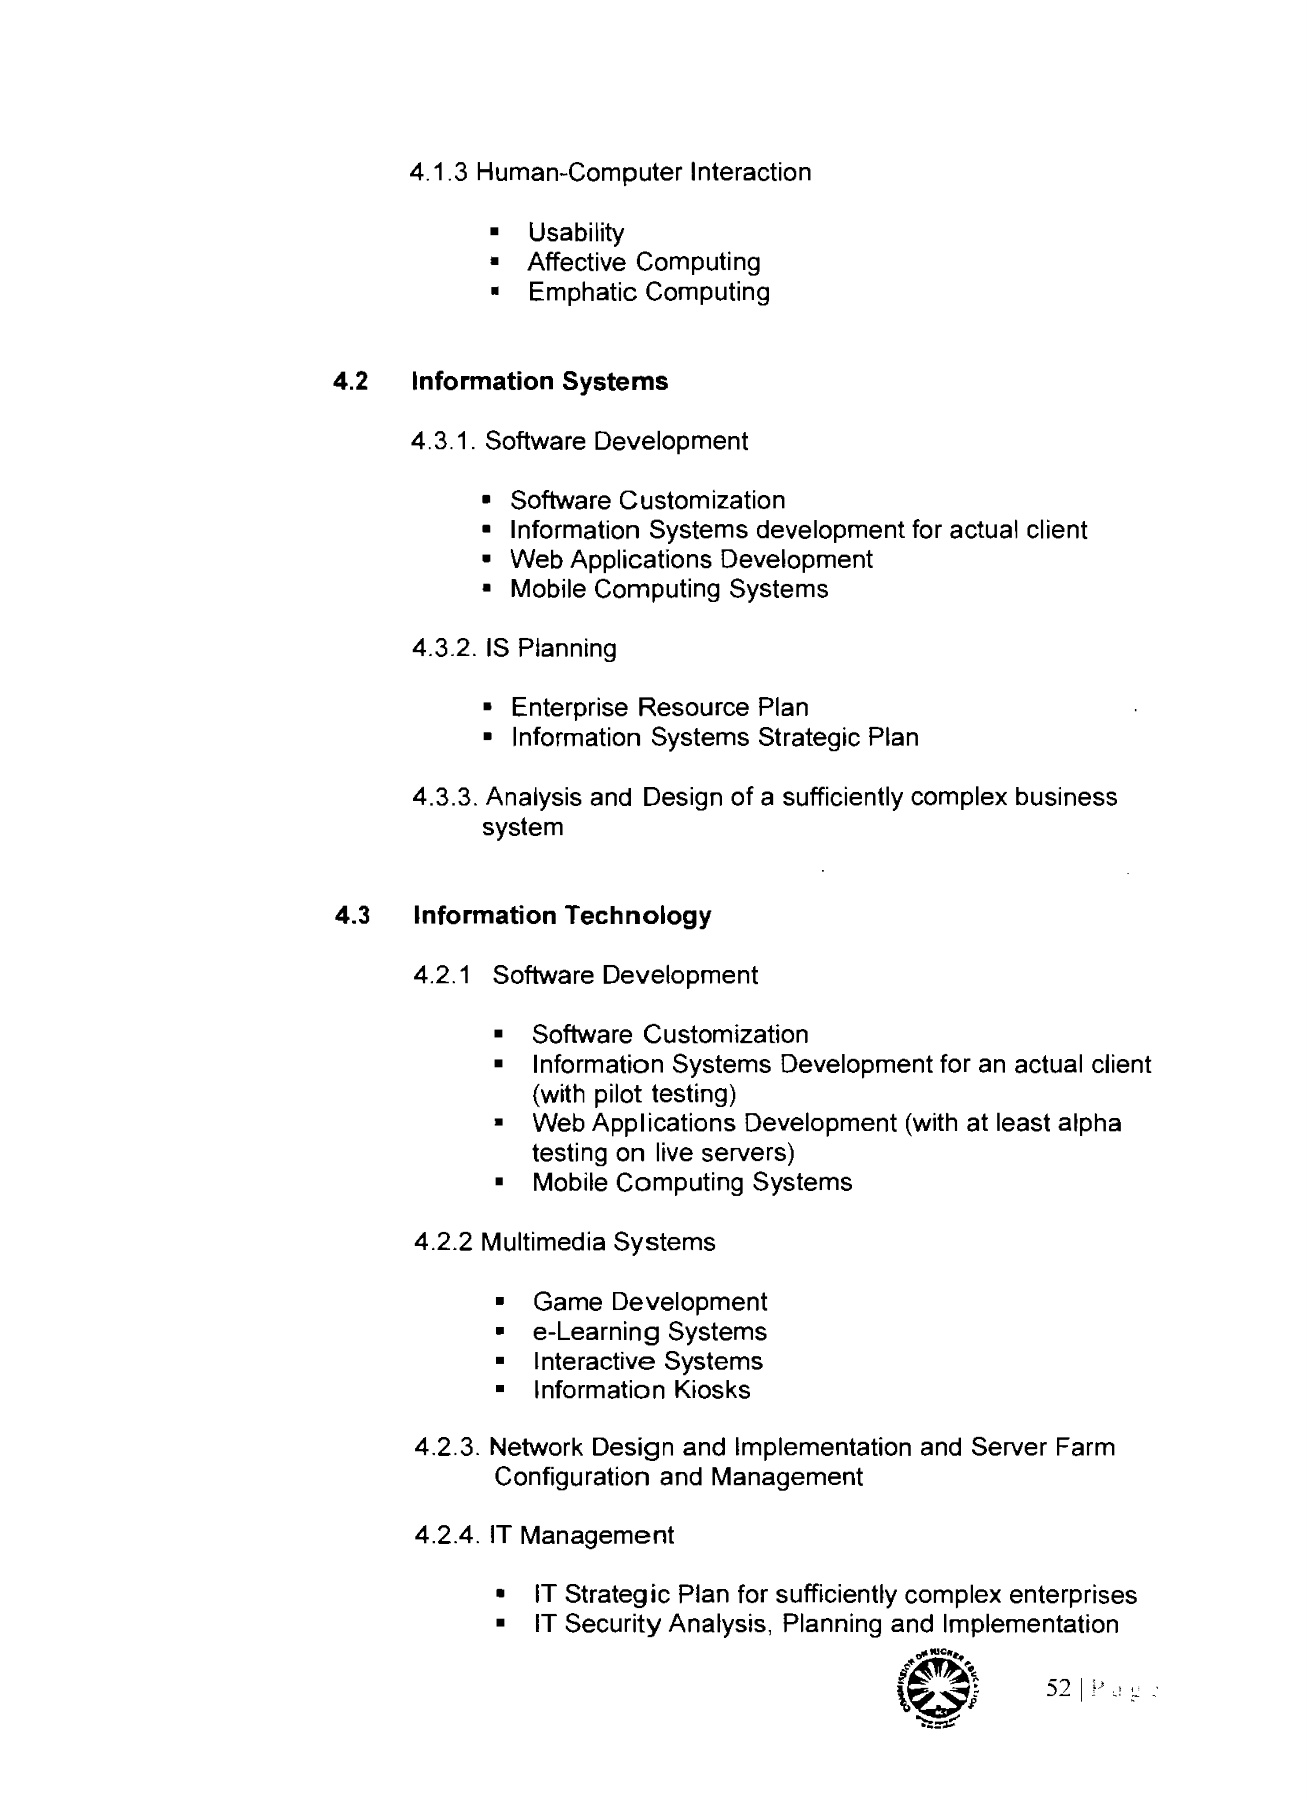 4.1.3 Human-Computer Interaction
▪ Usability
▪ Affective Computing
▪ Emphatic Computing
4.2 Information Systems
4.3.1. Software Development
▪ Software Customization
▪ Information Systems development for actual client
▪ Web Applications Development
▪ Mobile Computing Systems
4.3.2. IS Planning
▪ Enterprise Resource Plan
▪ Information Systems Strategic Plan
4.3.3. Analysis and Design of a sufficiently complex business
system
4.3 Information Technology
4.2.1 Software Development
▪ Software Customization
▪ Information Systems Development for an actual client
(with pilot testing)
▪ Web Applications Development (with at least alpha
testing on live servers)
▪ Mobile Computing Systems
4.2.2 Multimedia Systems
▪ Game Development
▪ e-Learning Systems
▪ Interactive Systems
▪ Information Kiosks
4.2.3. Network Design and Implementation and Server Farm
Configuration and Management
4.2.4. IT Management
▪ IT Strategic Plan for sufficiently complex enterprises
▪ IT Security Analysis, Planning and Implementation
COMMISSION ON HIGHER EDUCATION
52 | Page